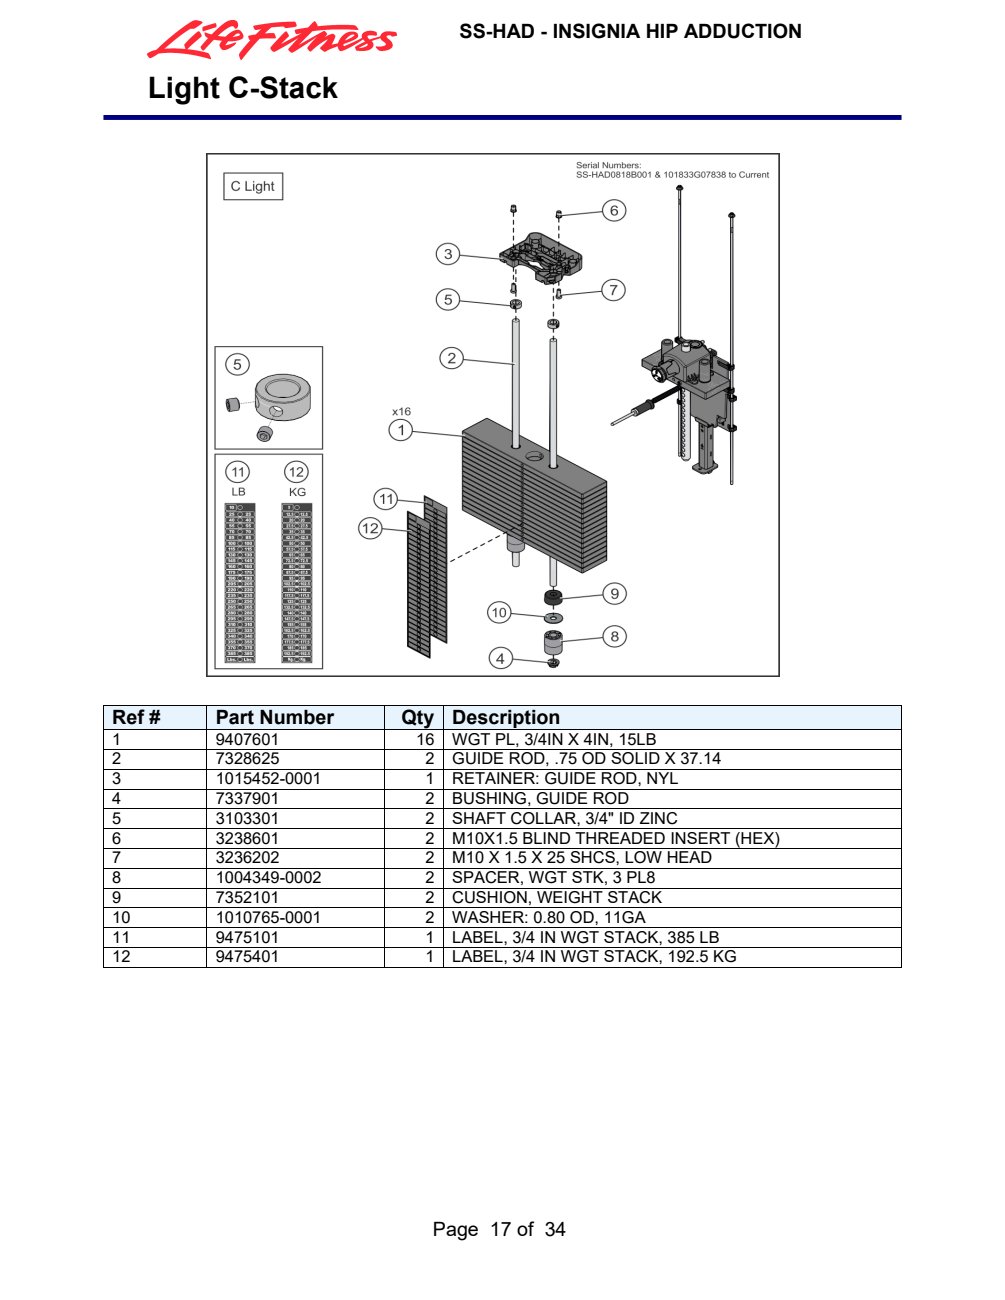 Life Fitness
SS-HAD - INSIGNIA HIP ADDUCTION
Light C-Stack
Serial Numbers:
SS-HAD0818B001 & 101833G07838 to Current
C Light
6
3
7
5
2
5
x16
1
11
12
LB
KG
11
12
9
10
8
4
Ref # Part Number Qty Description
1 9407601 16 WGT PL, 3/4IN X 4IN, 15LB
2 7328625 2 GUIDE ROD, .75 OD SOLID X 37.14
3 1015452-0001 1 RETAINER: GUIDE ROD, NYL
4 7337901 2 BUSHING, GUIDE ROD
5 3103301 2 SHAFT COLLAR, 3/4" ID ZINC
6 3238601 2 M10X1.5 BLIND THREADED INSERT (HEX)
7 3236202 2 M10 X 1.5 X 25 SHCS, LOW HEAD
8 1004349-0002 2 SPACER, WGT STK, 3 PL8
9 7352101 2 CUSHION, WEIGHT STACK
10 1010765-0001 2 WASHER: 0.80 OD, 11GA
11 9475101 1 LABEL, 3/4 IN WGT STACK, 385 LB
12 9475401 1 LABEL, 3/4 IN WGT STACK, 192.5 KG
Page 17 of 34